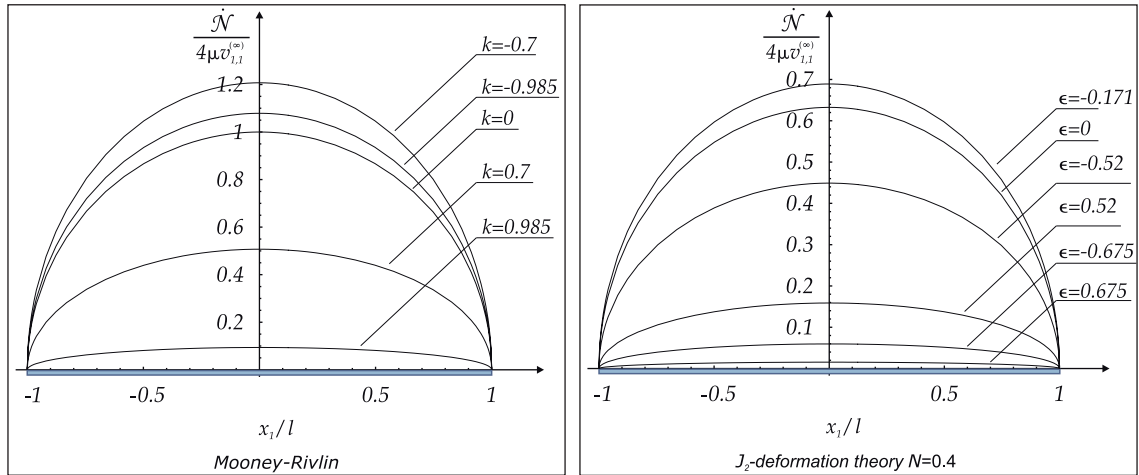 Ṅ
4μv₁,₁^(∞)
k=-0.7
k=-0.985
k=0
k=0.7
k=0.985
1.2
1
0.8
0.6
0.4
0.2
-1
-0.5
0.5
1
x₁/l
Mooney-Rivlin
Ṅ
4μv₁,₁^(∞)
ϵ=-0.171
ϵ=0
ϵ=-0.52
ϵ=0.52
ϵ=-0.675
ϵ=0.675
0.7
0.6
0.5
0.4
0.3
0.2
0.1
-1
-0.5
0.5
1
x₁/l
J₂-deformation theory N=0.4